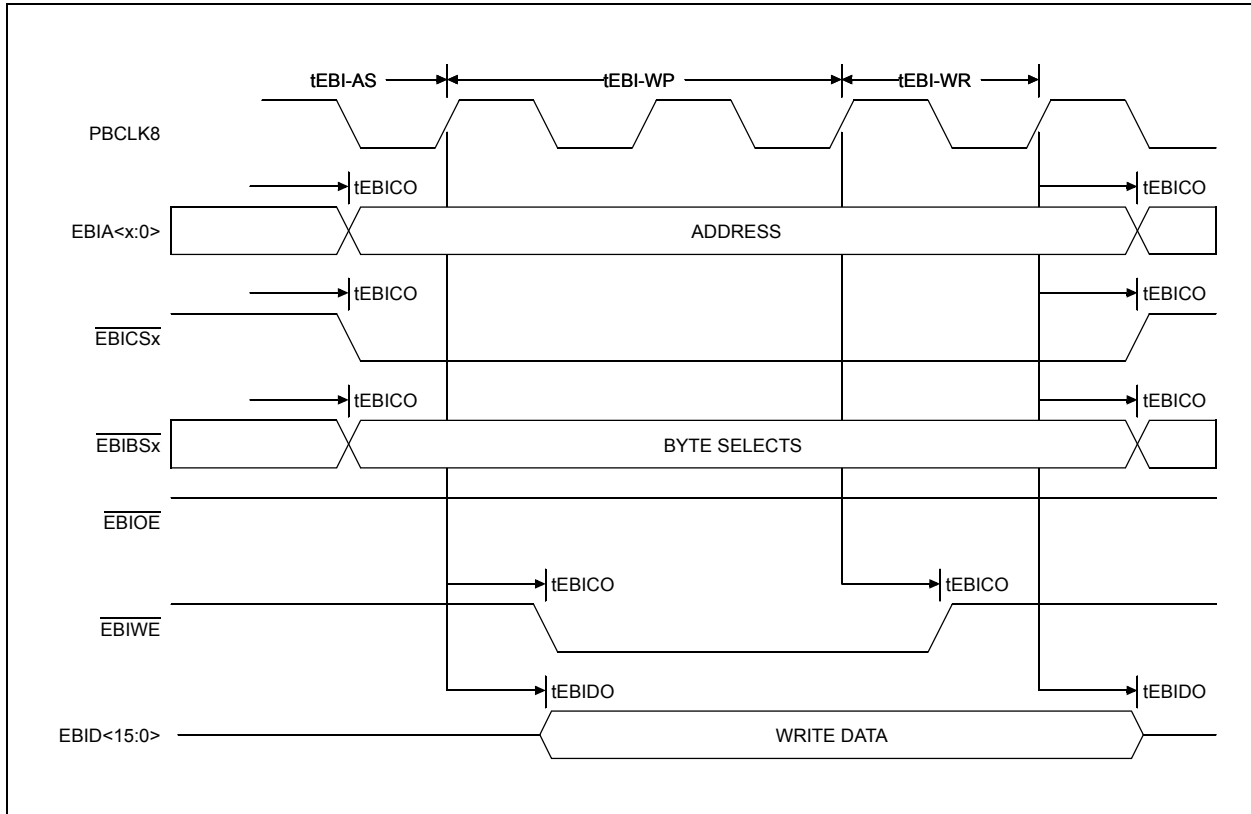 tEBI-AS tEBI-WP tEBI-WR
PBCLK8
tEBICO tEBICO
EBIA<x:0> ADDRESS
tEBICO tEBICO
EBICSx
tEBICO tEBICO
EBIBSx BYTE SELECTS
EBIOE
tEBICO tEBICO
EBIWE
tEBIDO tEBIDO
EBID<15:0> WRITE DATA